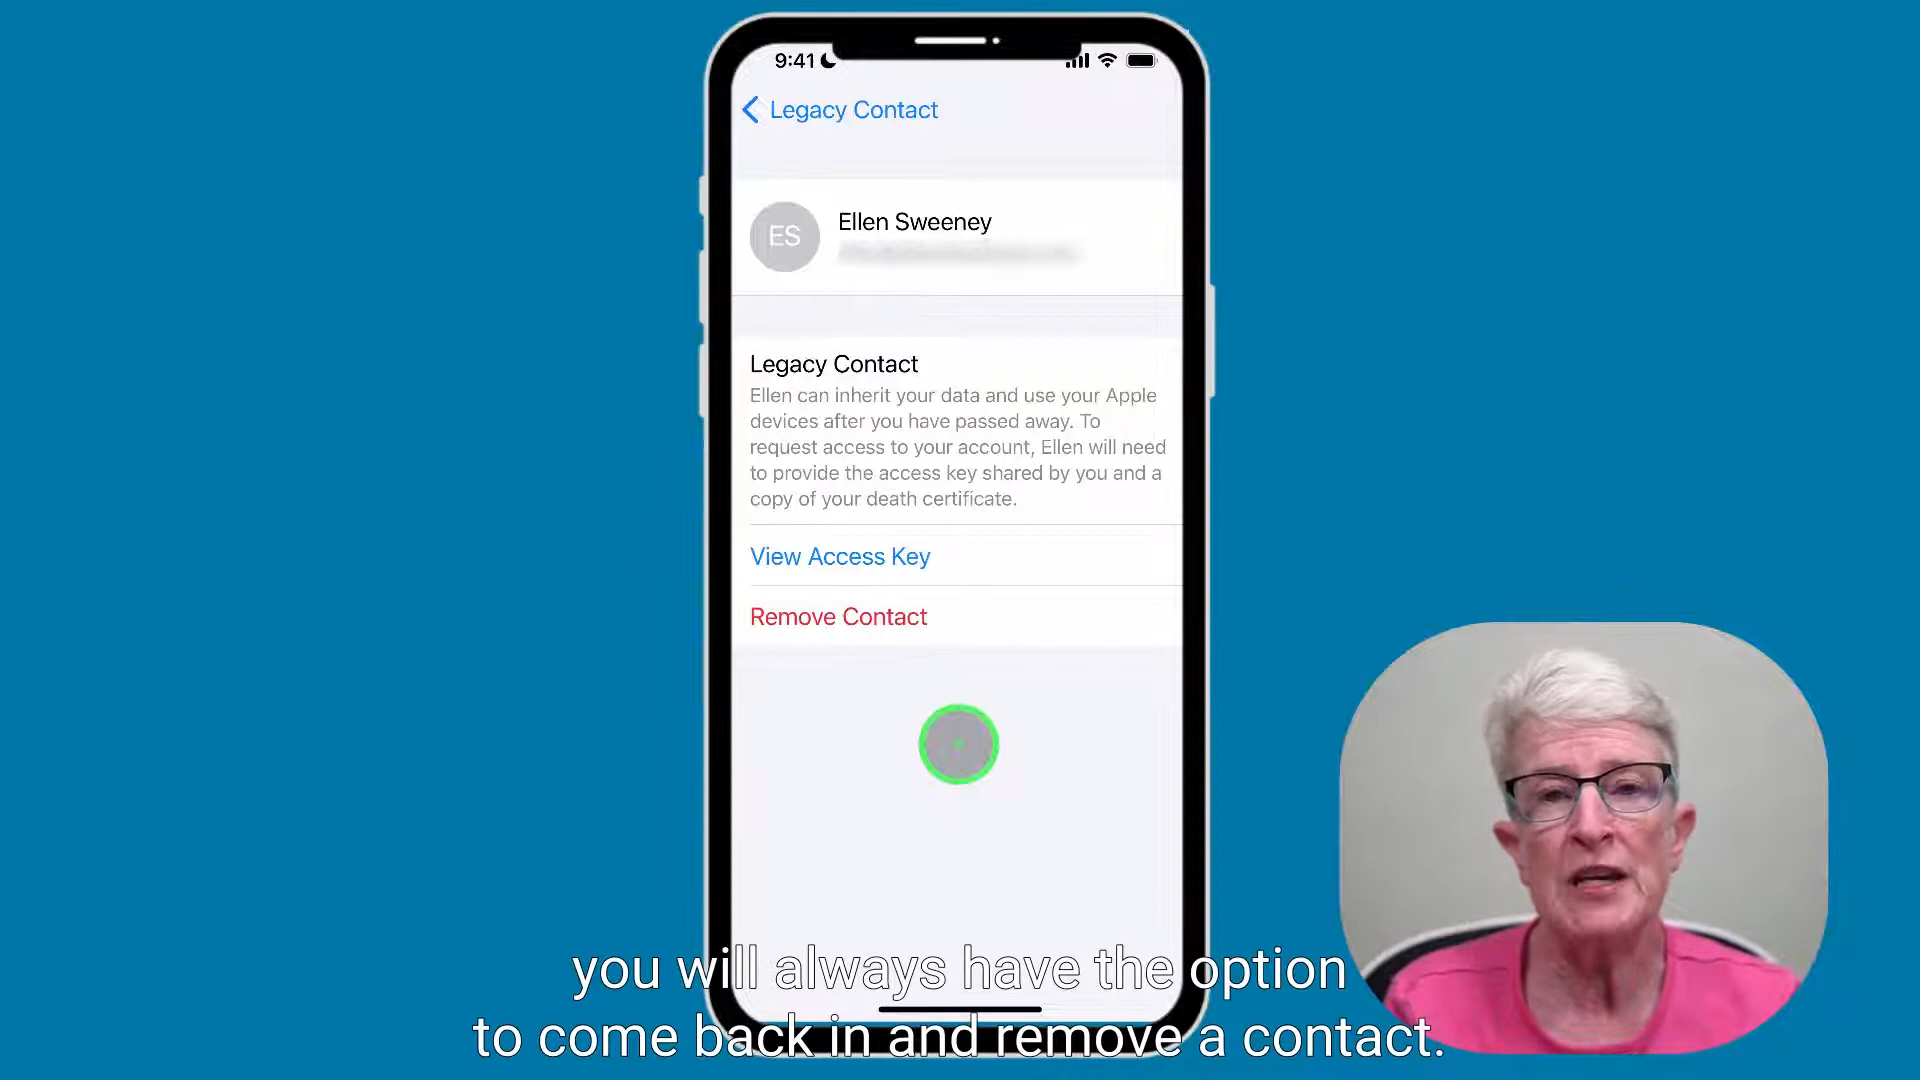 9:41
Legacy Contact
ES
Ellen Sweeney
Legacy Contact
Ellen can inherit your data and use your Apple
devices after you have passed away. To
request access to your account, Ellen will need
to provide the access key shared by you and a
copy of your death certificate.
View Access Key
Remove Contact
you will always have the option
to come back in and remove a contact.